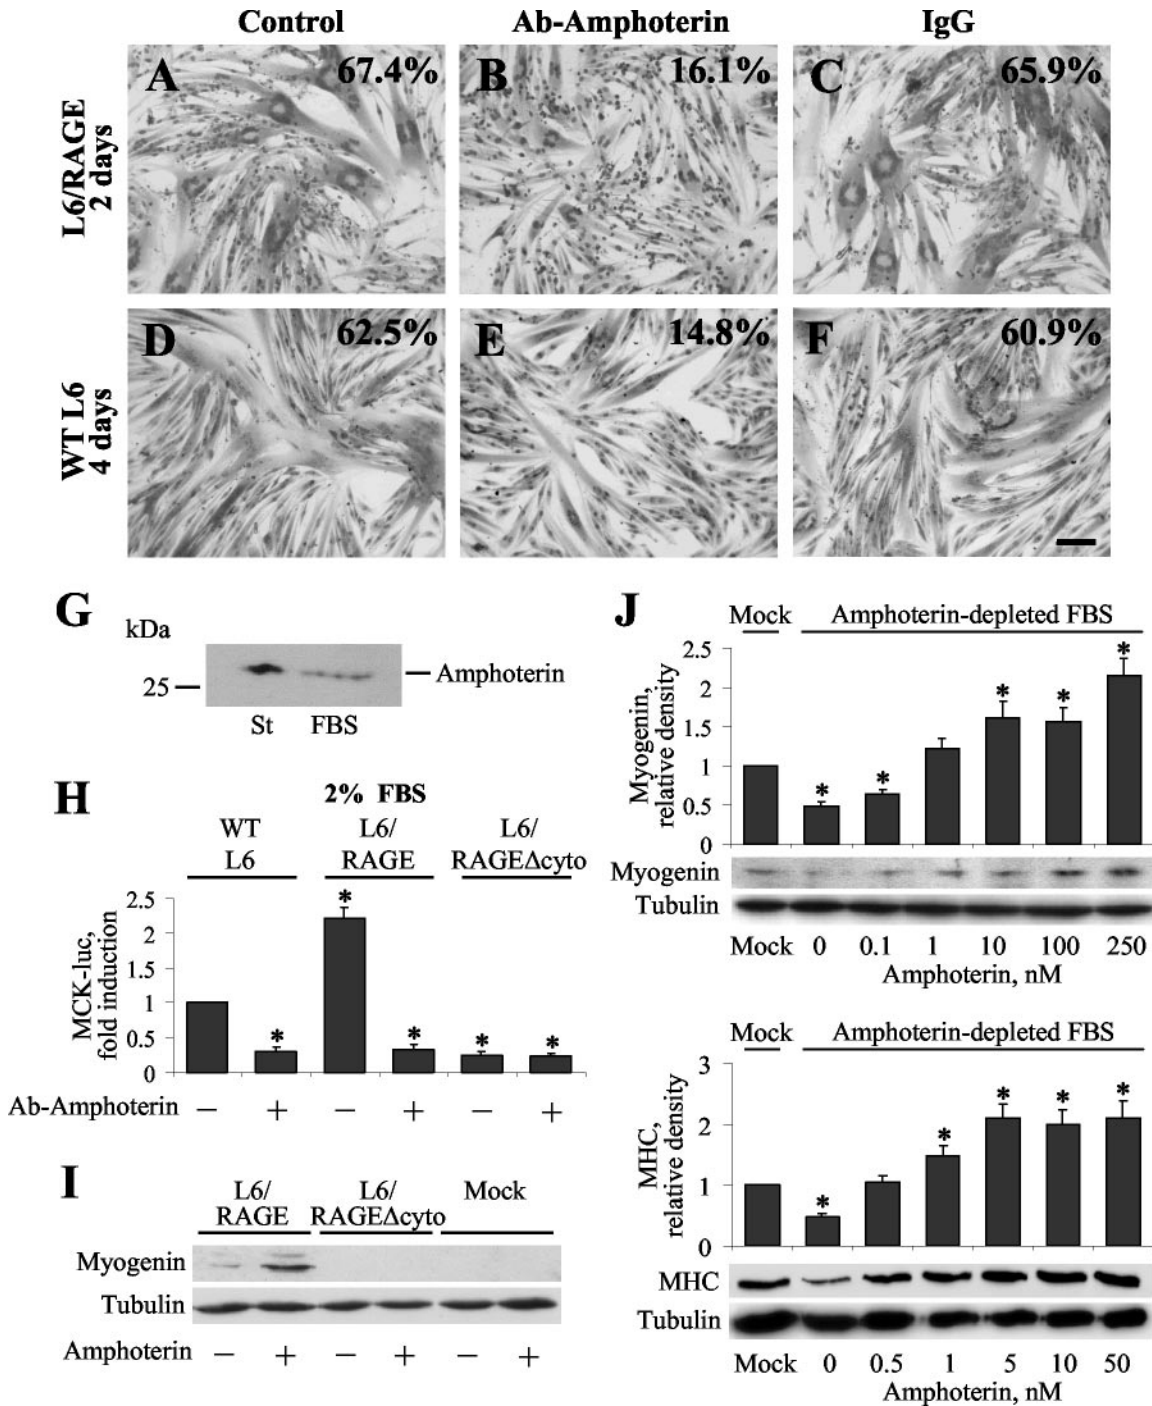 Control Ab-Amphoterin IgG
L6/RAGE
2 days
A 67.4% B 16.1% C 65.9%
WT L6
4 days
D 62.5% E 14.8% F 60.9%
G
kDa
25
Amphoterin
St FBS
H
2% FBS
WT
L6
L6/
RAGE
L6/
RAGEΔcyto
MCK-luc,
fold induction
2.5
2
1.5
1
0.5
0
* * * * *
Ab-Amphoterin − + − + − +
I
L6/
RAGE
L6/
RAGEΔcyto
Mock
Myogenin
Tubulin
Amphoterin − + − + − +
J
Mock Amphoterin-depleted FBS
Myogenin,
relative density
2.5
2
1.5
1
0.5
0
* * * * *
Myogenin
Tubulin
Mock 0 0.1 1 10 100 250
Amphoterin, nM
Mock Amphoterin-depleted FBS
MHC,
relative density
3
2
1
0
* * * * *
MHC
Tubulin
Mock 0 0.5 1 5 10 50
Amphoterin, nM